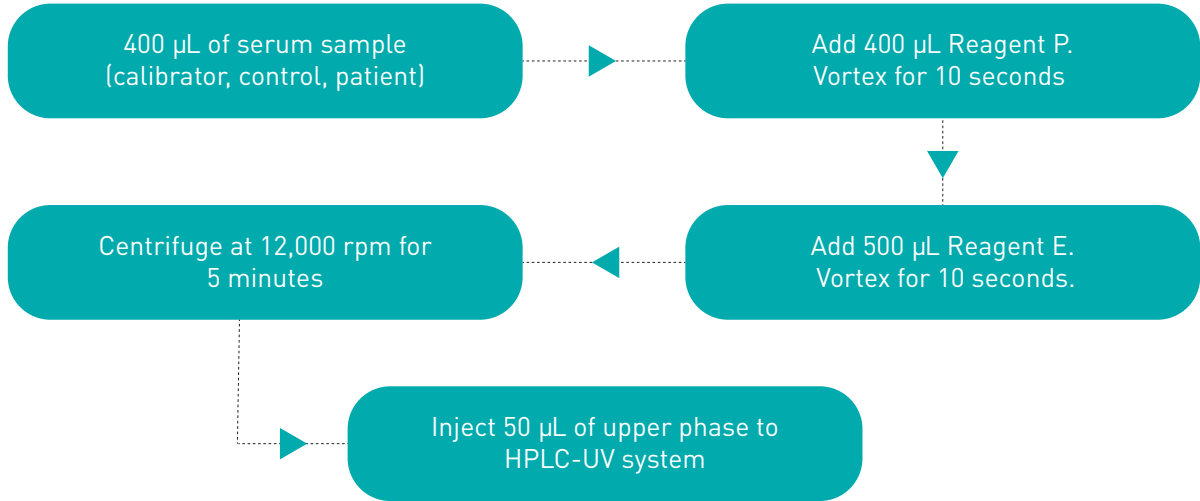 400 µL of serum sample
(calibrator, control, patient)
Add 400 µL Reagent P.
Vortex for 10 seconds
Add 500 µL Reagent E.
Vortex for 10 seconds.
Centrifuge at 12,000 rpm for
5 minutes
Inject 50 µL of upper phase to
HPLC-UV system